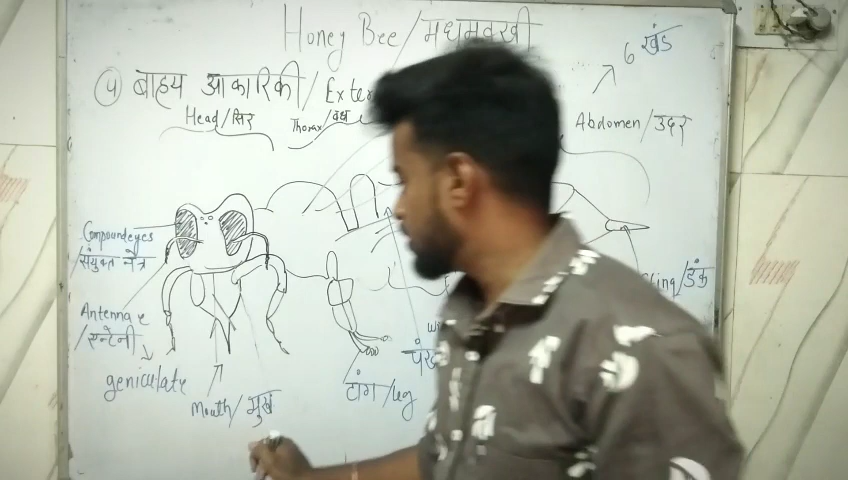 Honey Bee/मधुमक्खी
6 खंड
(4) बाह्य आकारिकी/Exter
Head/सिर
Thorax/वक्ष
Abdomen/उदर
Compound eyes
/संयुक्त नेत्र
Sting/डंक
Antennae
/एन्टेनी
geniculate
Mouth/मुख
टांग/leg
पंख